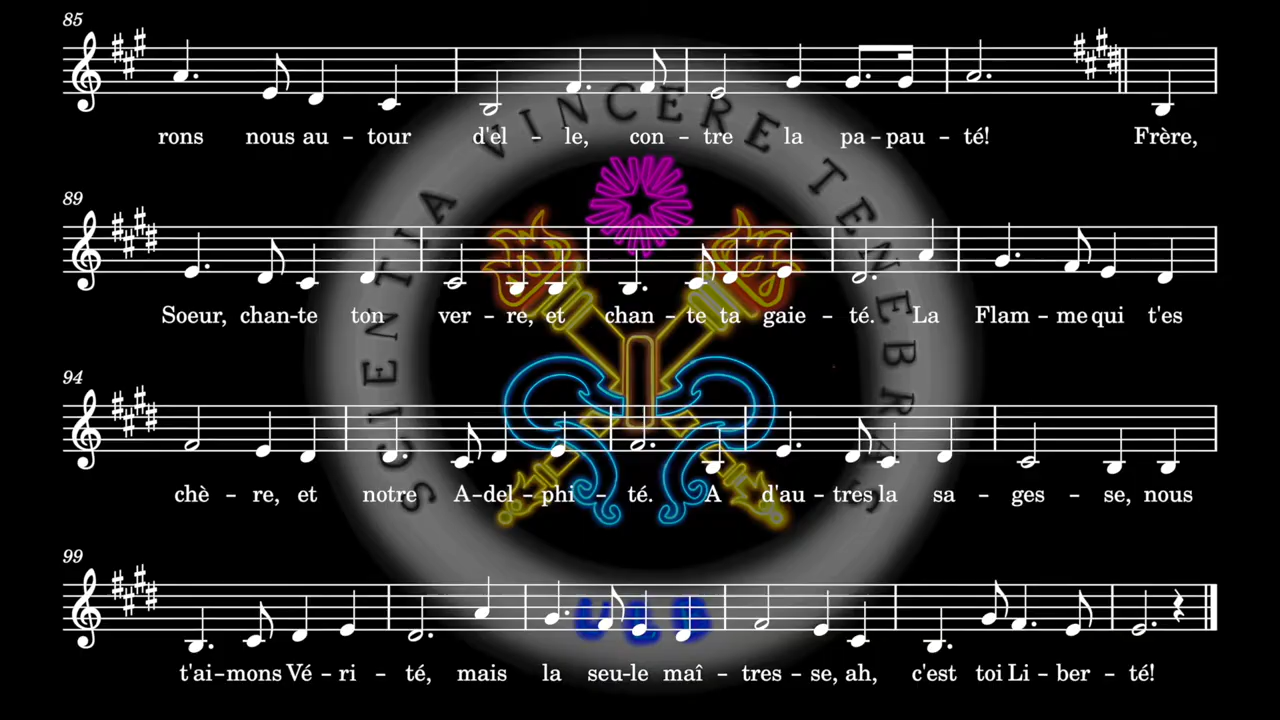 85
rons nous au – tour d'el – le, con – tre la pa – pau – té! Frère,
SCIENTIA VINCERE TENEBRAS
89
Soeur, chan-te ton ver – re, et chan – te ta gaie – té. La Flam – me qui t'es
94
chè – re, et notre A-del – phi – té. A d'au – tres la sa – ges – se, nous
99
ULB
t'ai–mons Vé – ri – té, mais la seu-le maî – tres – se, ah, c'est toi Li – ber – té!